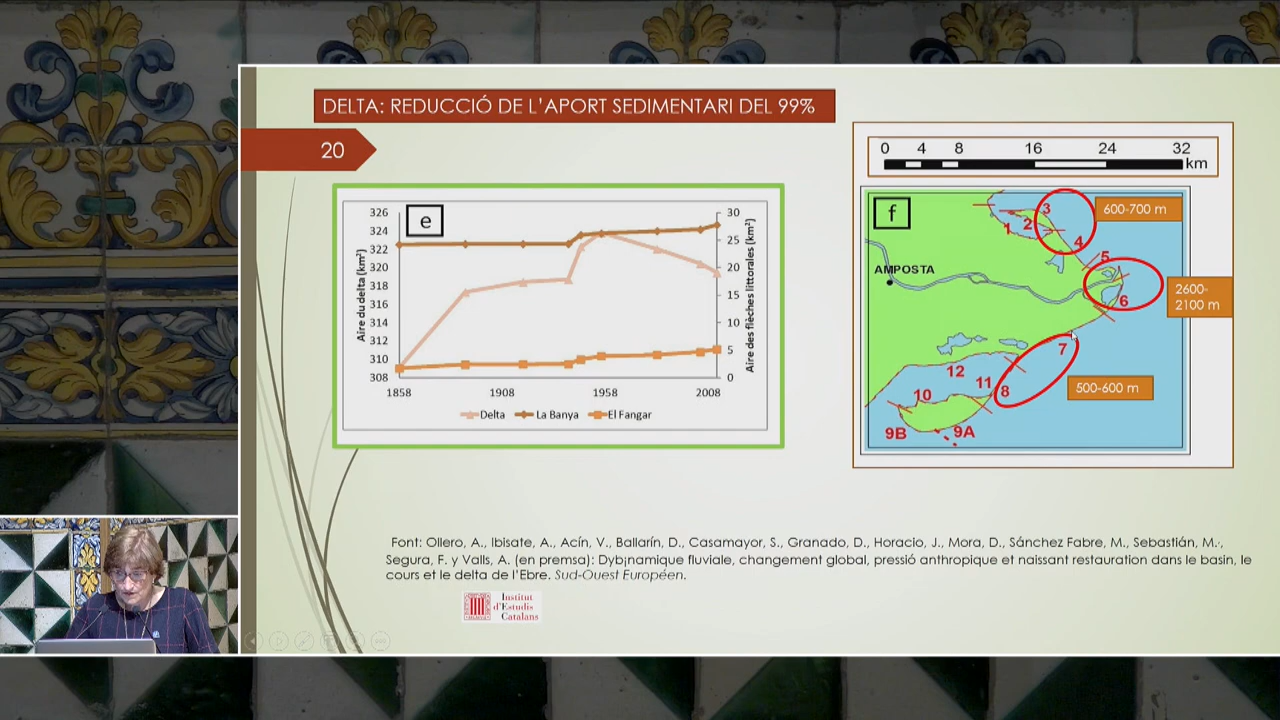 DELTA: REDUCCIÓ DE L'APORT SEDIMENTARI DEL 99%
20
e
326
324
322
320
318
316
314
312
310
308
Aire du delta (km²)
30
25
20
15
10
5
0
Aire des flèches littorales (km²)
1858 1908 1958 2008
Delta La Banya El Fangar
0 4 8 16 24 32
km
f
600-700 m
3
2
1
4
5
AMPOSTA
6
2600-
2100 m
7
12
11
8
10
500-600 m
9B
9A
Font: Ollero, A., Ibisate, A., Acín, V., Ballarín, D., Casamayor, S., Granado, D., Horacio, J., Mora, D., Sánchez Fabre, M., Sebastián, M.,
Segura, F. y Valls, A. (en premsa): Dybjnamique fluviale, changement global, pressió anthropique et naissant restauration dans le basin, le
cours et le delta de l'Ebre. Sud-Ouest Européen.
Institut
d'Estudis
Catalans